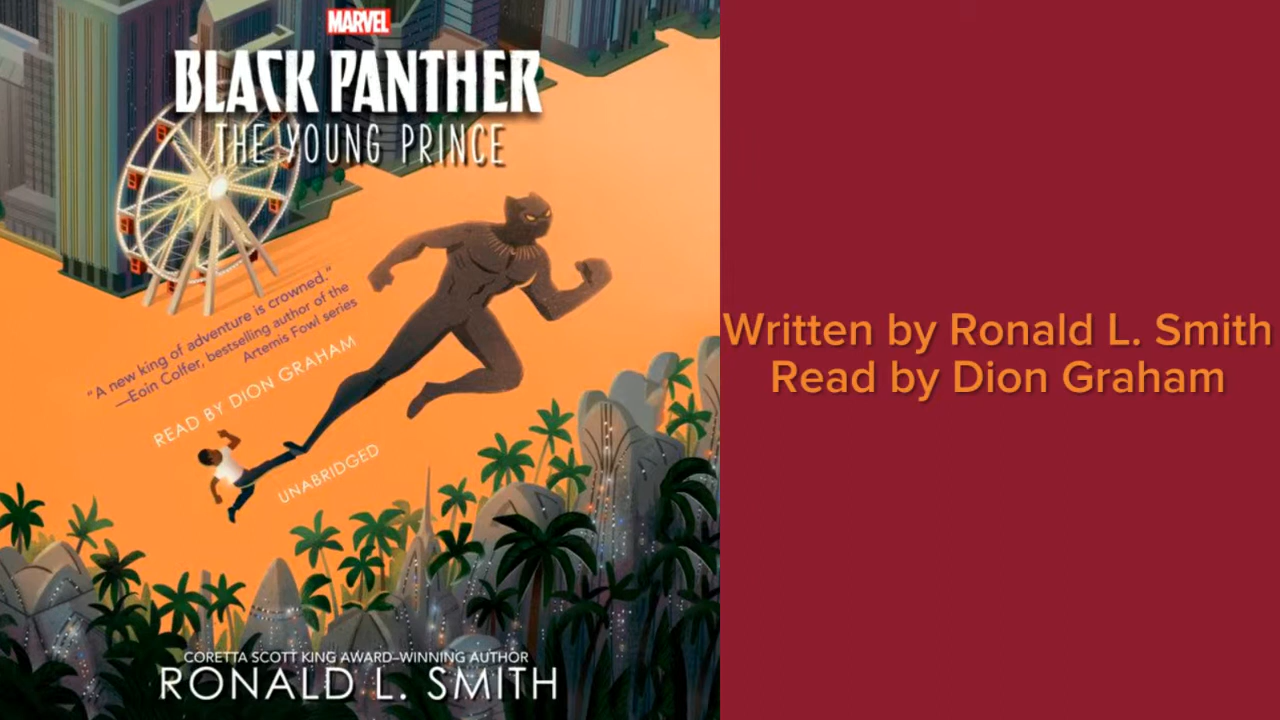 MARVEL
BLACK PANTHER
THE YOUNG PRINCE
“A new king of adventure is crowned.”
—Eoin Colfer, bestselling author of the
Artemis Fowl series
READ BY DION GRAHAM
UNABRIDGED
CORETTA SCOTT KING AWARD–WINNING AUTHOR
RONALD L. SMITH
Written by Ronald L. Smith
Read by Dion Graham